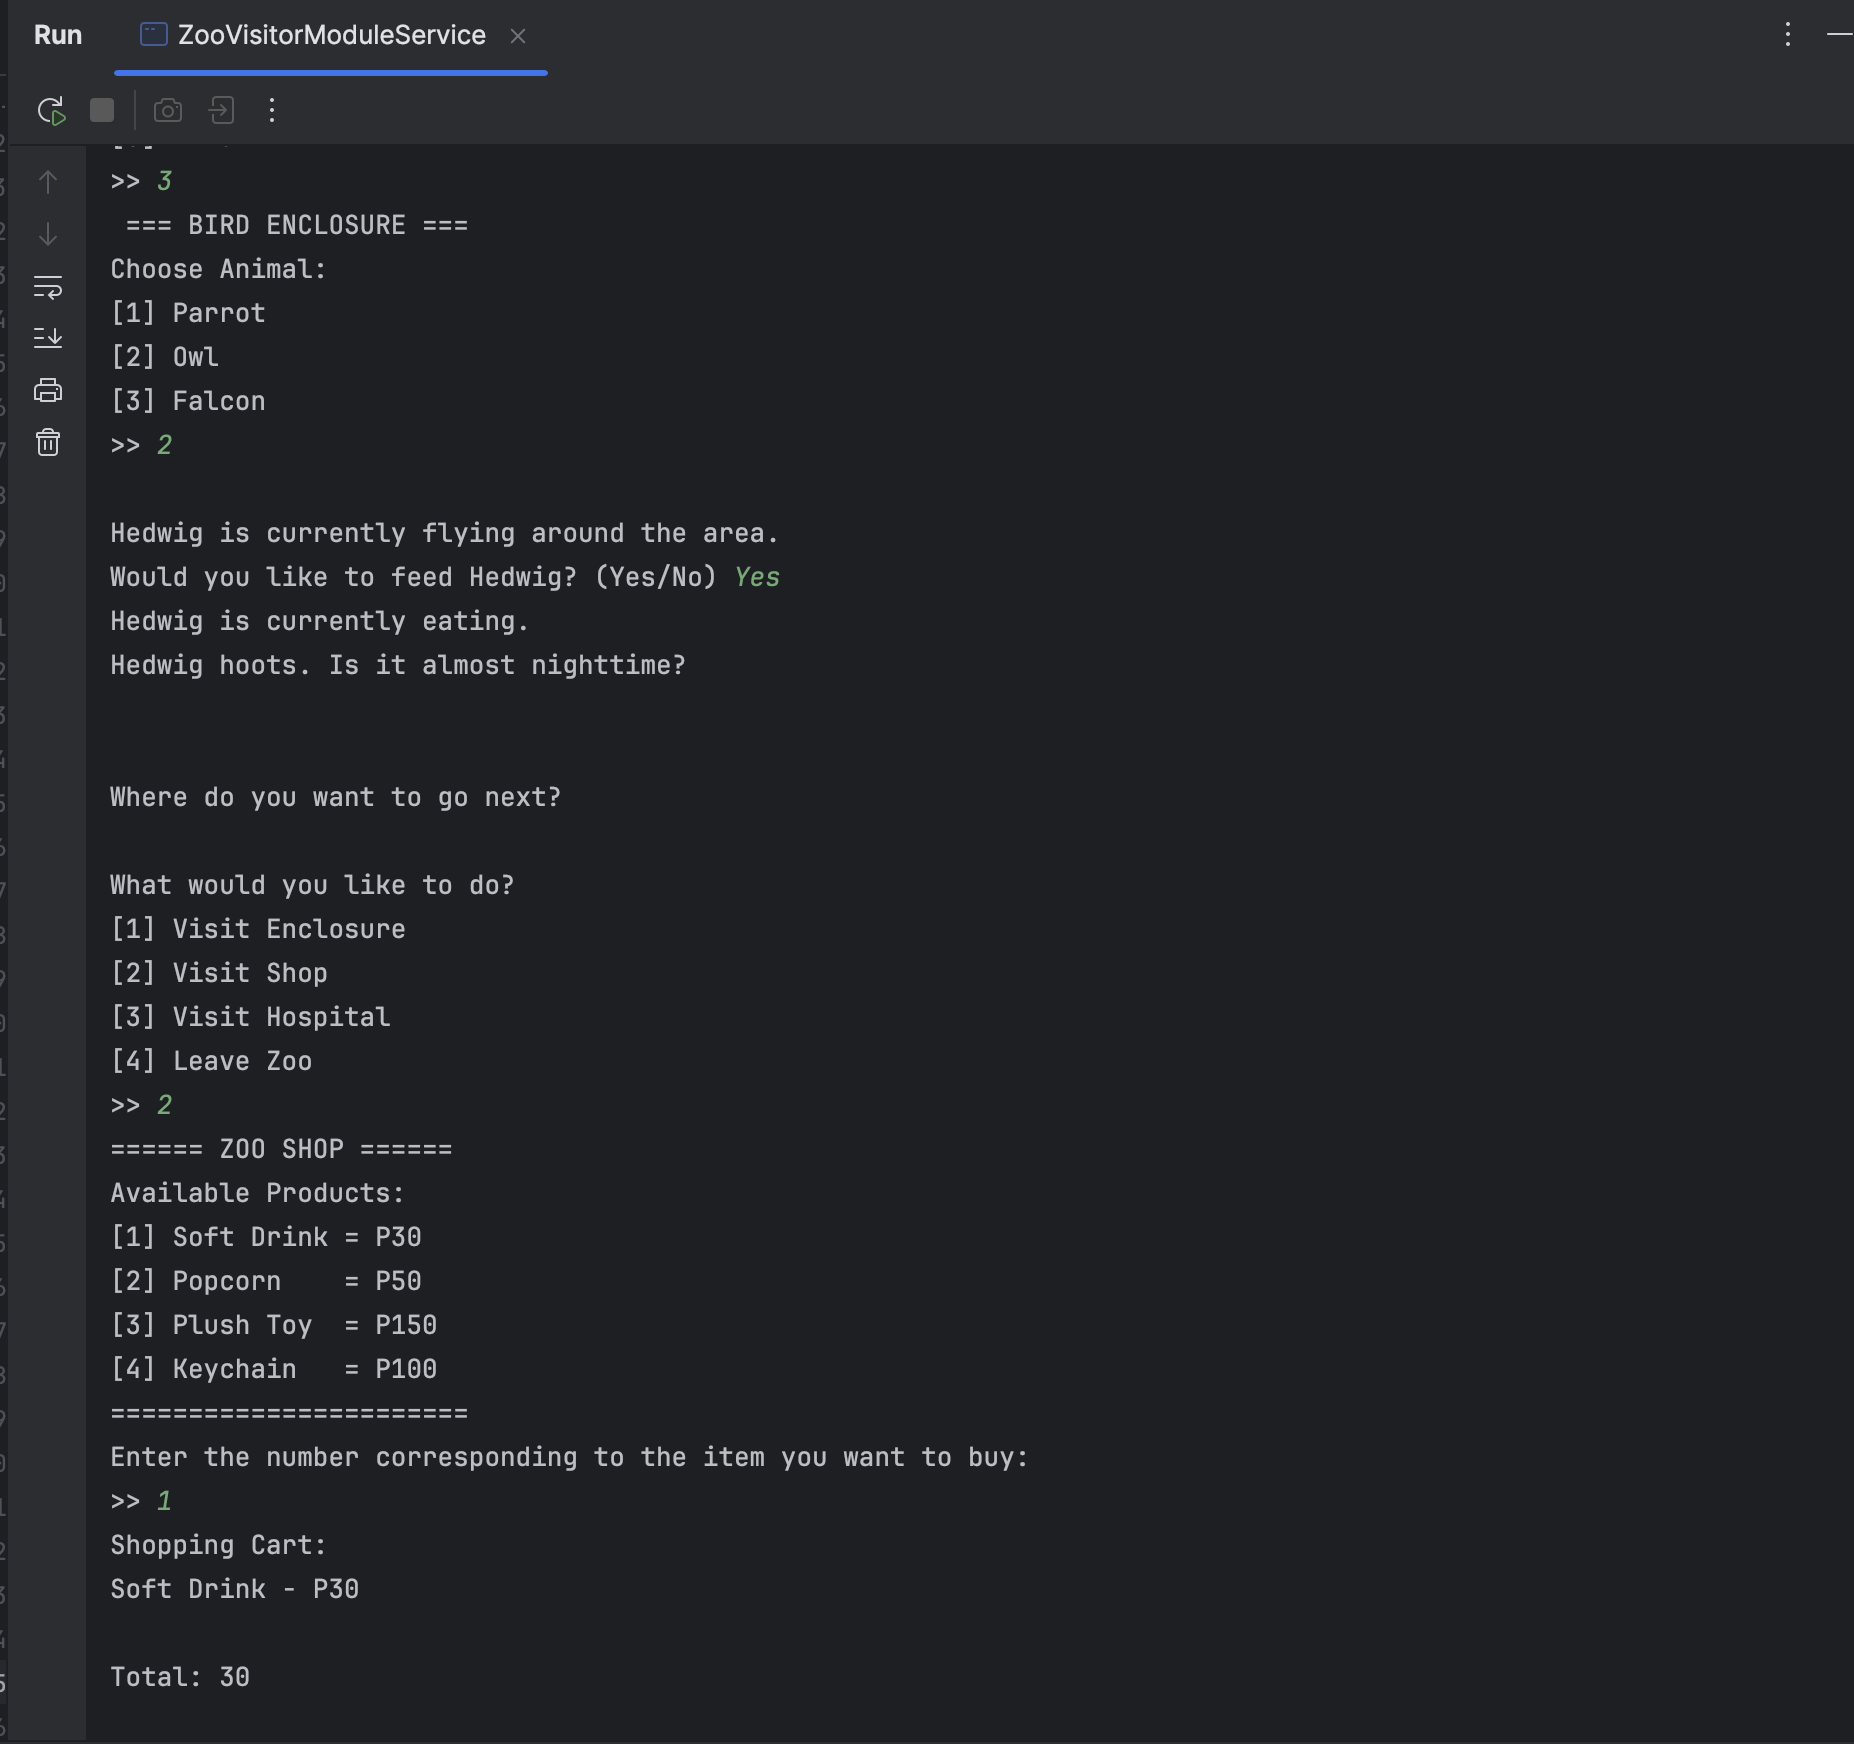 Run ZooVisitorModuleService
>> 3
 === BIRD ENCLOSURE ===
Choose Animal:
[1] Parrot
[2] Owl
[3] Falcon
>> 2
Hedwig is currently flying around the area.
Would you like to feed Hedwig? (Yes/No) Yes
Hedwig is currently eating.
Hedwig hoots. Is it almost nighttime?
Where do you want to go next?
What would you like to do?
[1] Visit Enclosure
[2] Visit Shop
[3] Visit Hospital
[4] Leave Zoo
>> 2
====== ZOO SHOP ======
Available Products:
[1] Soft Drink = P30
[2] Popcorn    = P50
[3] Plush Toy  = P150
[4] Keychain   = P100
=======================
Enter the number corresponding to the item you want to buy:
>> 1
Shopping Cart:
Soft Drink - P30
Total: 30